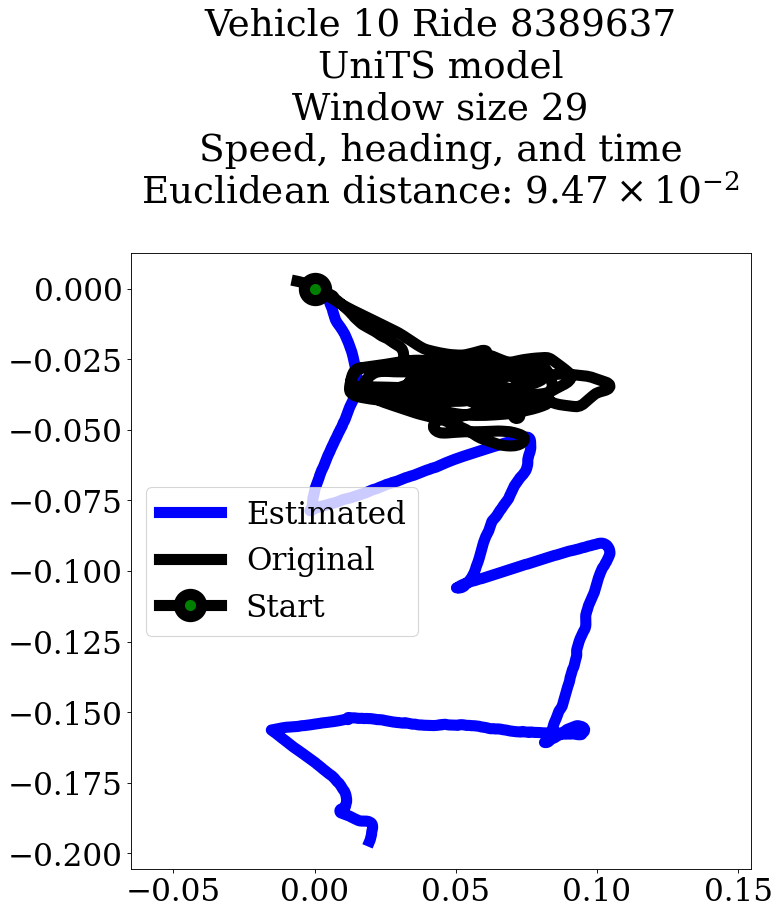 Vehicle 10 Ride 8389637
UniTS model
Window size 29
Speed, heading, and time
Euclidean distance: 9.47 × 10⁻²
0.000
−0.025
−0.050
−0.075
−0.100
−0.125
−0.150
−0.175
−0.200
Estimated
Original
Start
−0.05 0.00 0.05 0.10 0.15